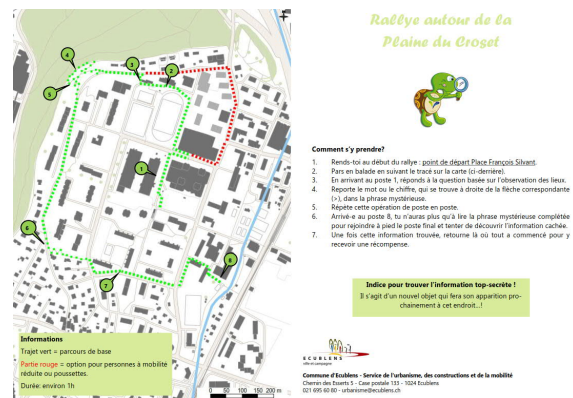 4
3
2
5
1
6
7
8
Informations
Trajet vert = parcours de base
Partie rouge = option pour personnes à mobilité
réduite ou poussettes.
Durée: environ 1h
0 50 100 150 200 m
Rallye autour de la
Plaine du Croset
Comment s'y prendre?
1. Rends-toi au début du rallye : point de départ Place François Silvant.
2. Pars en balade en suivant le tracé sur la carte (ci-derrière).
3. En arrivant au poste 1, réponds à la question basée sur l'observation des lieux.
4. Reporte le mot ou le chiffre, qui se trouve à droite de la flèche correspondante
(>), dans la phrase mystérieuse.
5. Répète cette opération de poste en poste.
6. Arrivé-e au poste 8, tu n'auras plus qu'à lire la phrase mystérieuse complétée
pour rejoindre à pied le poste final et tenter de découvrir l'information cachée.
7. Une fois cette information trouvée, retourne là où tout a commencé pour y
recevoir une récompense.
Indice pour trouver l'information top-secrète !
Il s'agit d'un nouvel objet qui fera son apparition pro-
chainement à cet endroit...!
ECUBLENS
ville et campagne
Commune d'Ecublens - Service de l'urbanisme, des constructions et de la mobilité
Chemin des Esserts 5 - Case postale 133 - 1024 Ecublens
021 695 60 80 - urbanisme@ecublens.ch